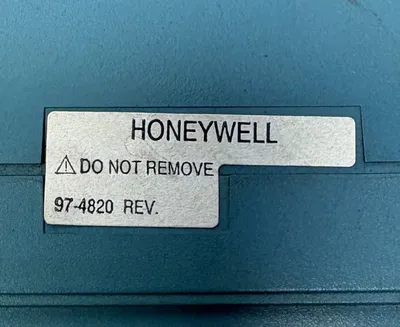 HONEYWELL
⚠ DO NOT REMOVE
97-4820 REV.